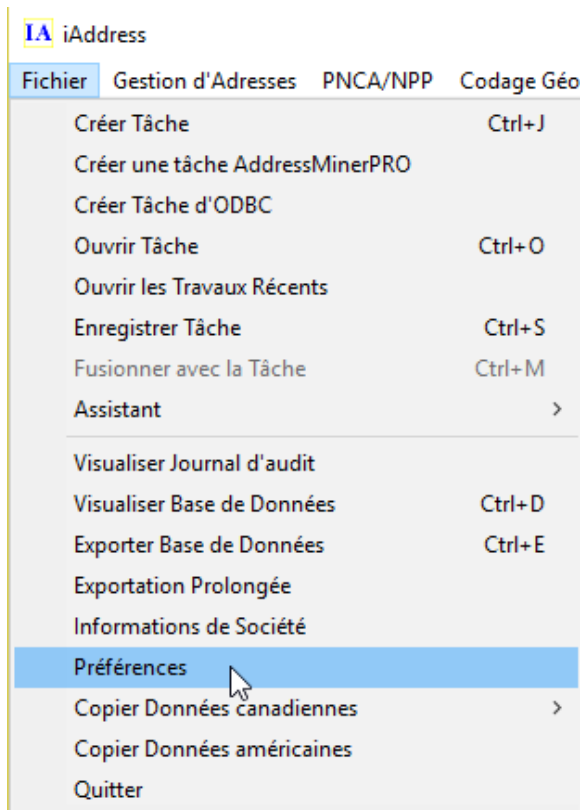 IA iAddress
Fichier Gestion d'Adresses PNCA/NPP Codage Géo
Créer Tâche Ctrl+J
Créer une tâche AddressMinerPRO
Créer Tâche d'ODBC
Ouvrir Tâche Ctrl+O
Ouvrir les Travaux Récents
Enregistrer Tâche Ctrl+S
Fusionner avec la Tâche Ctrl+M
Assistant >
Visualiser Journal d'audit
Visualiser Base de Données Ctrl+D
Exporter Base de Données Ctrl+E
Exportation Prolongée
Informations de Société
Préférences
Copier Données canadiennes >
Copier Données américaines
Quitter